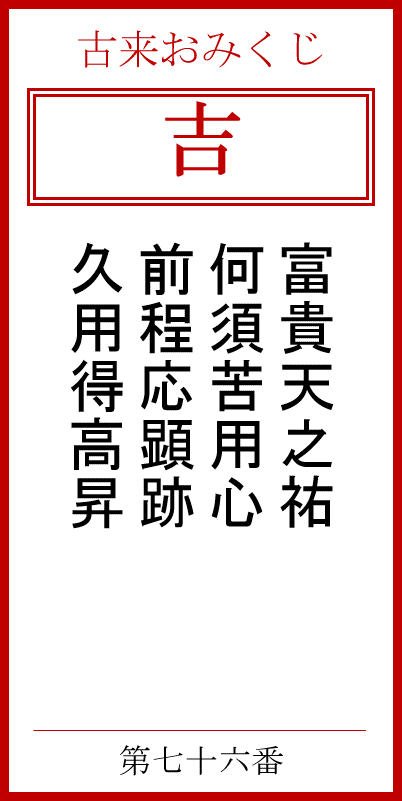 古来おみくじ
吉
富貴天之祐
何須苦用心
前程応顕跡
久用得高昇
第七十六番